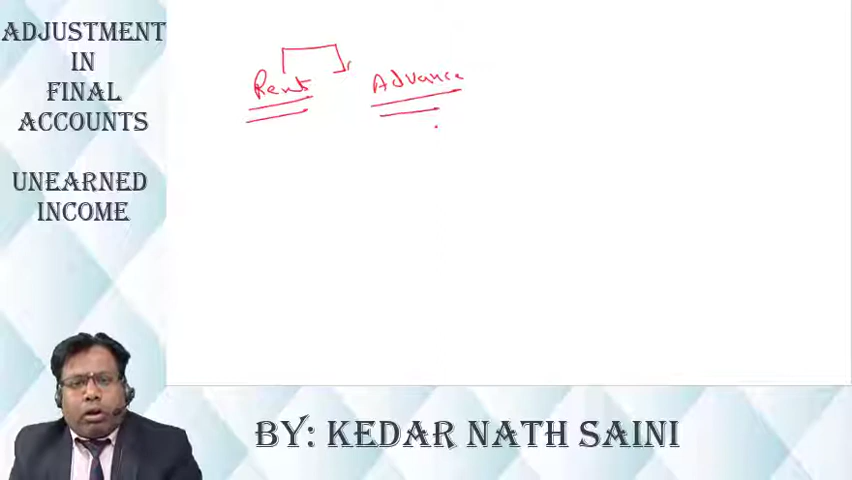 ADJUSTMENT
IN
FINAL
ACCOUNTS
UNEARNED
INCOME
Rent Advance
BY: KEDAR NATH SAINI